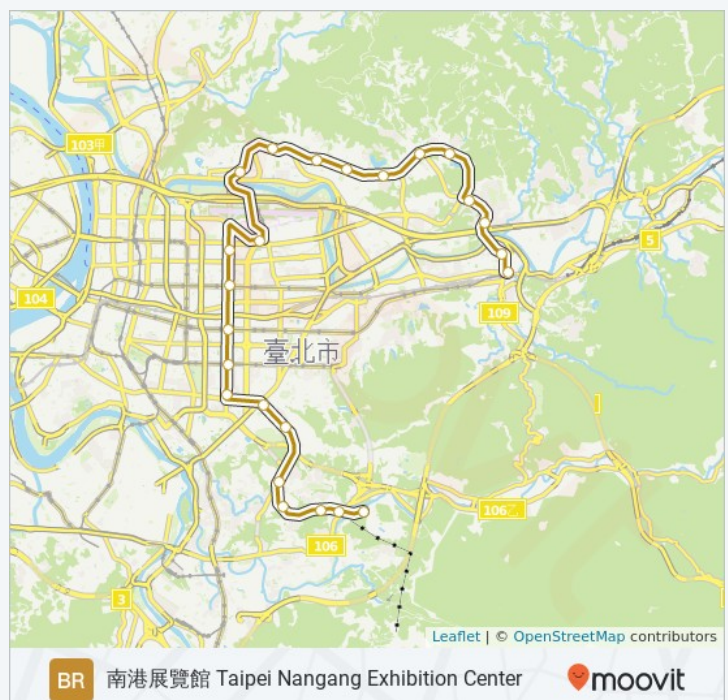 103甲
5
104
109
臺北市
106乙
106
3
Leaflet | © OpenStreetMap contributors
BR 南港展覽館 Taipei Nangang Exhibition Center moovit